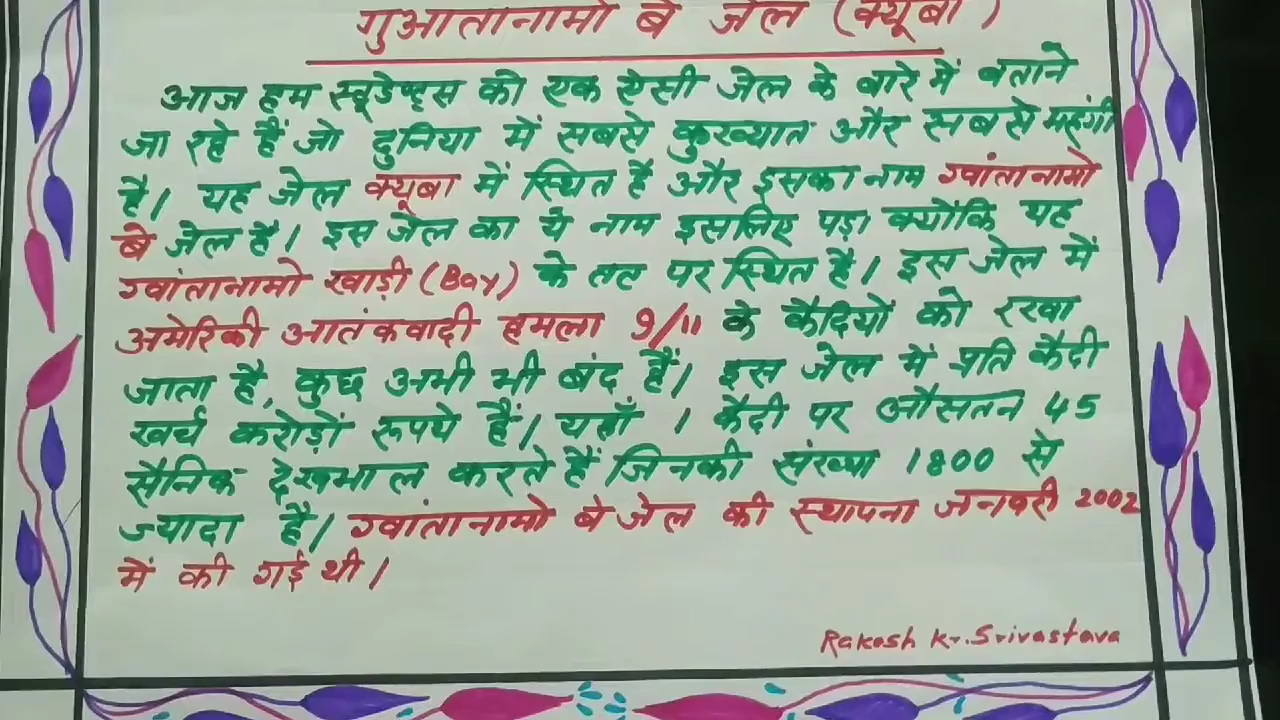 गुआतानामो बे जेल (क्यूबा)
आज हम स्टूडेण्ट्स को एक ऐसी जेल के बारे में बताने
जा रहे हैं जो दुनिया में सबसे कुख्यात और सबसे महंगी
है। यह जेल क्यूबा में स्थित है और इसका नाम ग्वांतानामो
बे जेल है। इस जेल का ये नाम इसलिए पड़ा क्योंकि यह
ग्वांतानामो खाड़ी (Bay) के तट पर स्थित है। इस जेल में
अमेरिकी आतंकवादी हमला 9/11 के कैदियों को रखा
जाता है, कुछ अभी भी बंद हैं। इस जेल में प्रति कैदी
खर्च करोड़ों रूपये हैं। यहाँ 1 कैदी पर औसतन 45
सैनिक देखभाल करते हैं जिनकी संख्या 1800 से
ज्यादा है। ग्वांतानामो बे जेल की स्थापना जनवरी 2002
में की गई थी।
Rakesh Kr. Srivastava